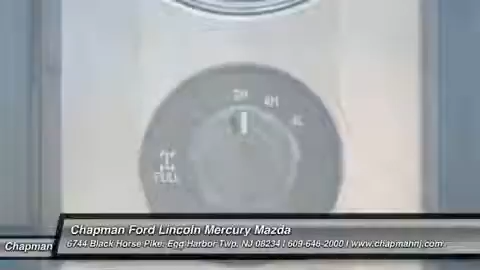 2H 4H 4L
FULL
Chapman Ford Lincoln Mercury Mazda
Chapman
6744 Black Horse Pike, Egg Harbor Twp, NJ 08234 | 609-646-2000 | www.chapmannj.com